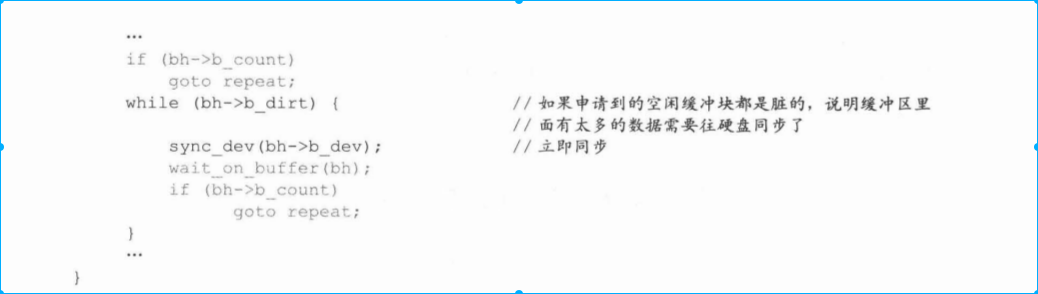 …
if (bh->b_count)
goto repeat;
while (bh->b_dirt) { // 如果申请到的空闲缓冲块都是脏的，说明缓冲区里
// 面有太多的数据需要往硬盘同步了
sync_dev(bh->b_dev); // 立即同步
wait_on_buffer(bh);
if (bh->b_count)
goto repeat;
}
…
}